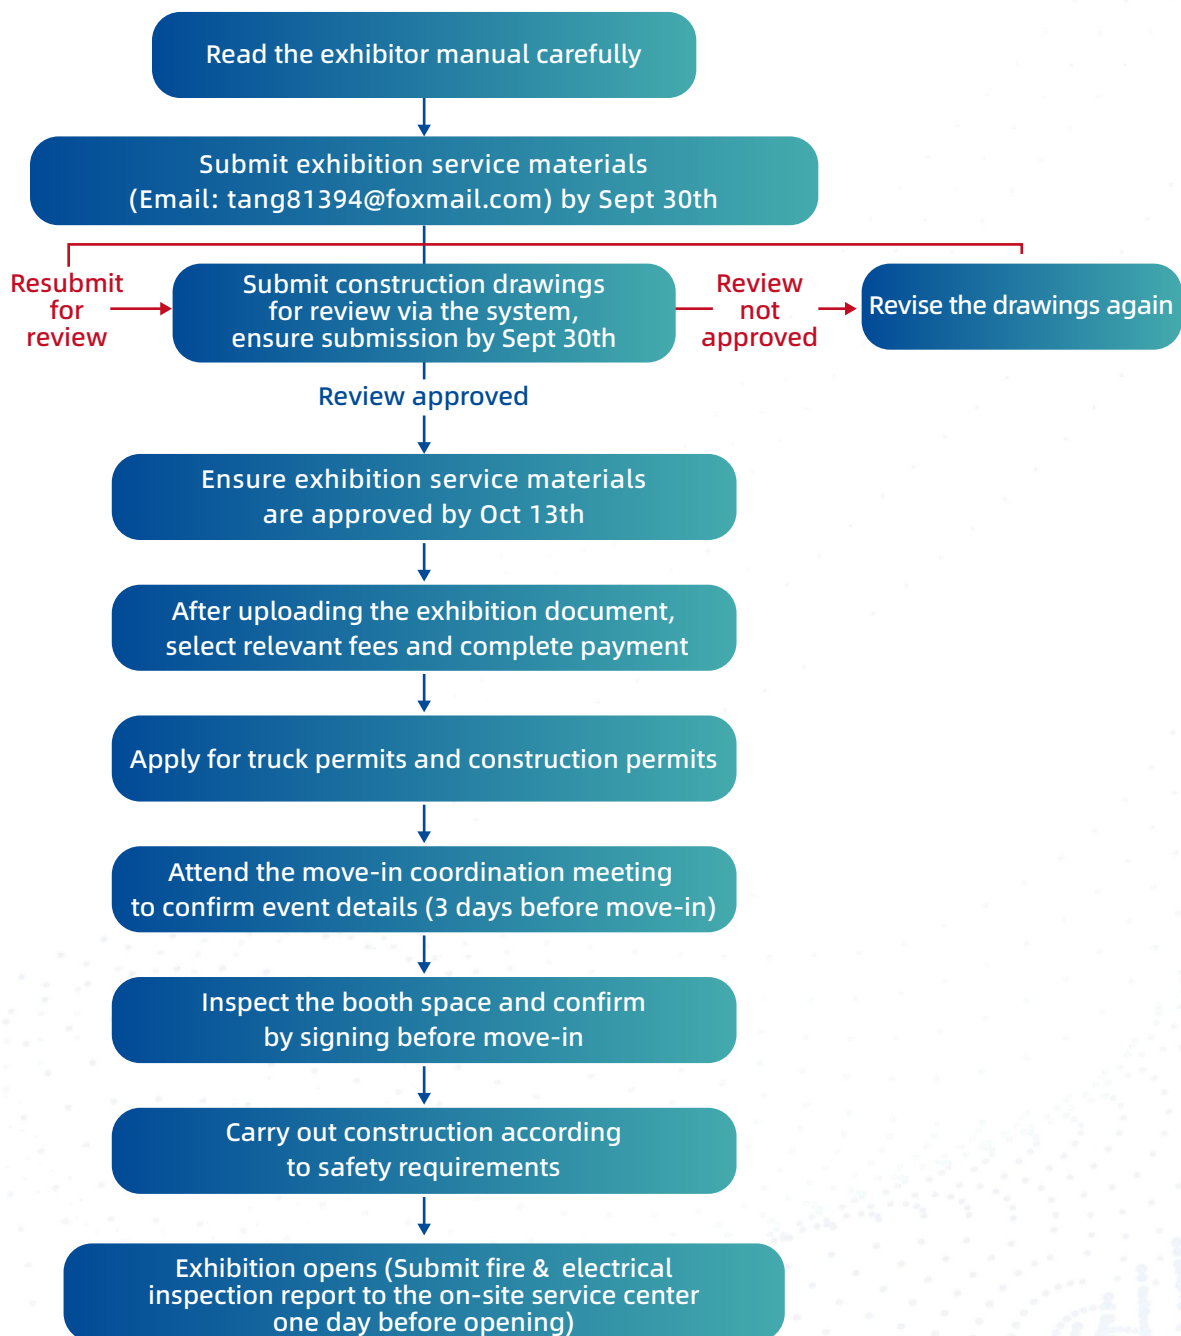 Read the exhibitor manual carefully
Submit exhibition service materials
(Email: tang81394@foxmail.com) by Sept 30th
Resubmit
for
review
Submit construction drawings
for review via the system,
ensure submission by Sept 30th
Review
not
approved
Revise the drawings again
Review approved
Ensure exhibition service materials
are approved by Oct 13th
After uploading the exhibition document,
select relevant fees and complete payment
Apply for truck permits and construction permits
Attend the move-in coordination meeting
to confirm event details (3 days before move-in)
Inspect the booth space and confirm
by signing before move-in
Carry out construction according
to safety requirements
Exhibition opens (Submit fire & electrical
inspection report to the on-site service center
one day before opening)